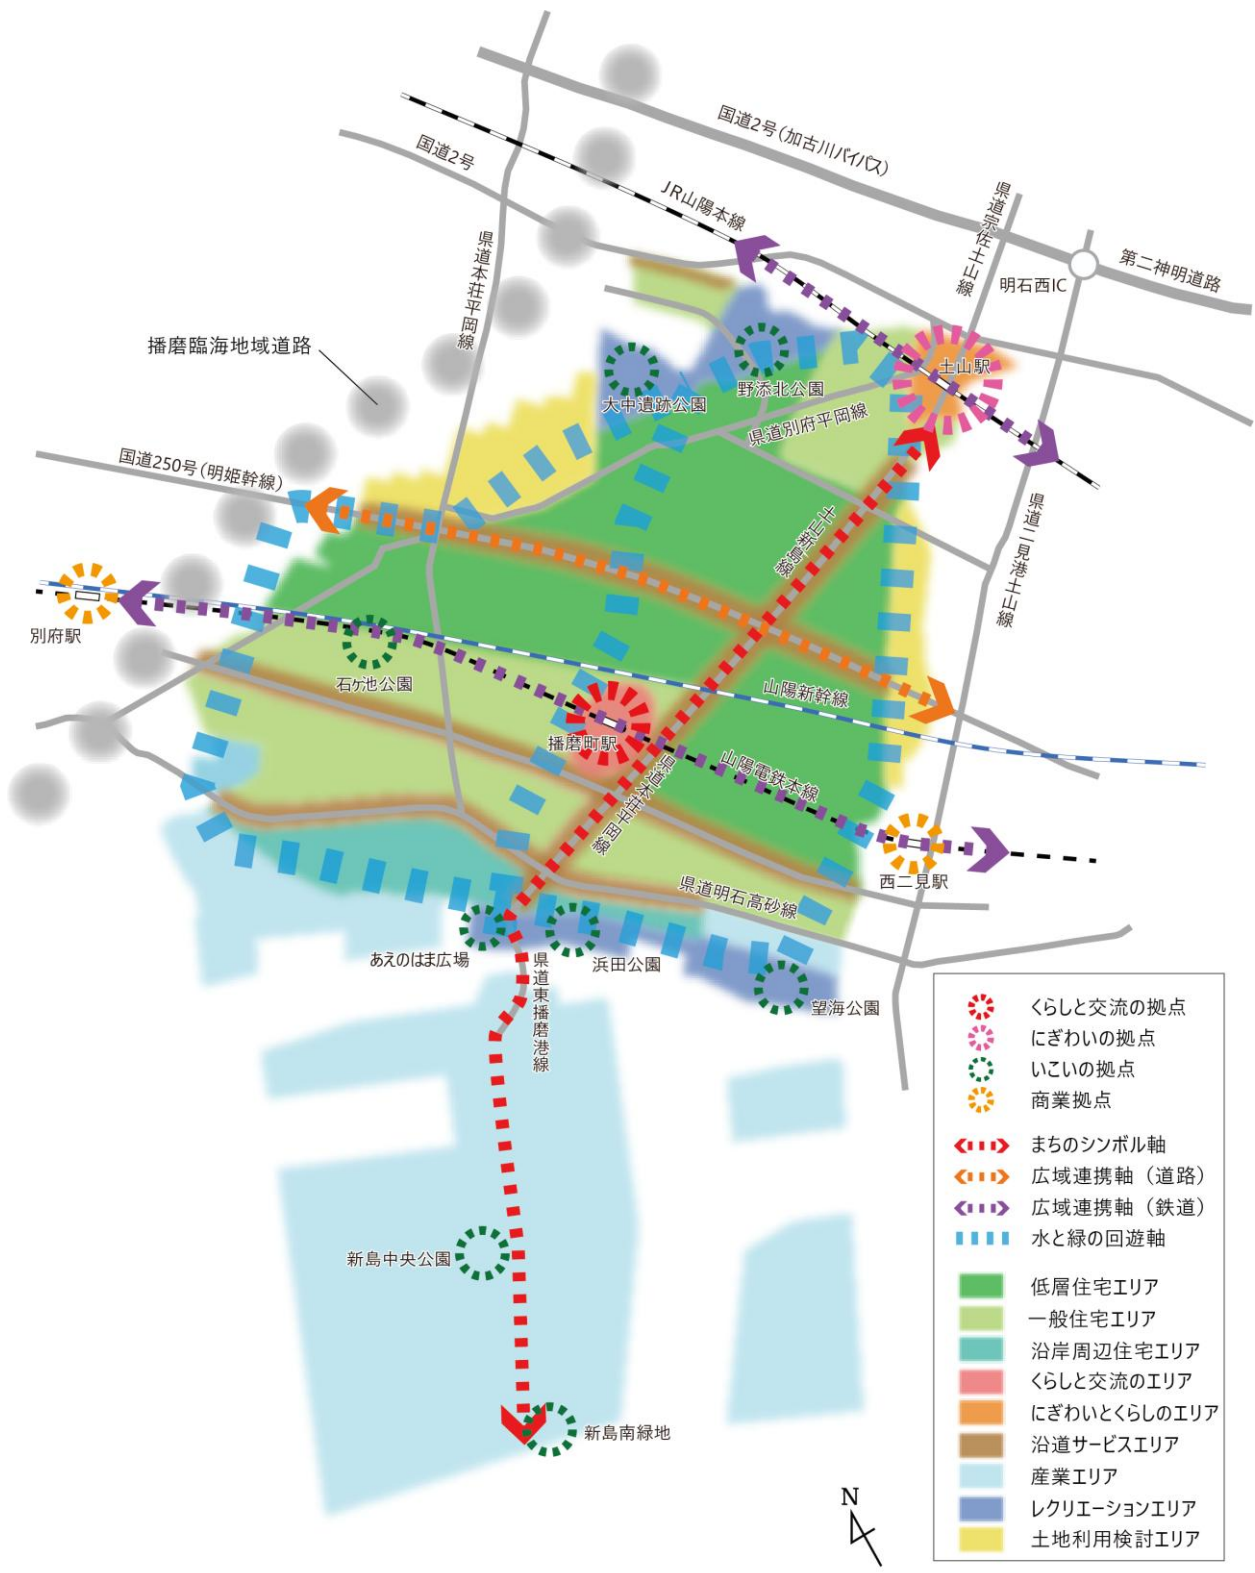 国道2号(加古川バイパス)
国道2号
JR山陽本線
県道宗佐土山線
第二神明道路
明石西IC
県道本荘平岡線
播磨臨海地域道路
土山駅
野添北公園
大中遺跡公園
県道別府平岡線
国道250号(明姫幹線)
土山新島線
県道二見港土山線
別府駅
石ケ池公園
山陽新幹線
播磨町駅
山陽電鉄本線
県道本荘平岡線
西二見駅
県道明石高砂線
あえのはま広場
浜田公園
県道東播磨港線
望海公園
新島中央公園
新島南緑地
N
くらしと交流の拠点
にぎわいの拠点
いこいの拠点
商業拠点
まちのシンボル軸
広域連携軸(道路)
広域連携軸(鉄道)
水と緑の回遊軸
低層住宅エリア
一般住宅エリア
沿岸周辺住宅エリア
くらしと交流のエリア
にぎわいとくらしのエリア
沿道サービスエリア
産業エリア
レクリエーションエリア
土地利用検討エリア